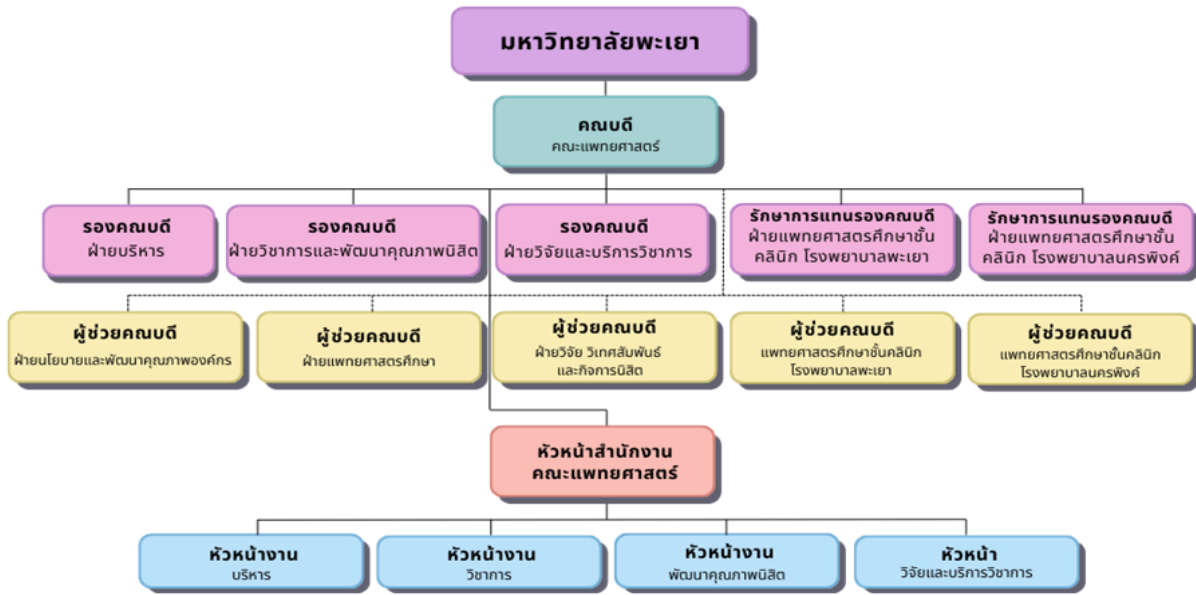 มหาวิทยาลัยพะเยา
คณบดี
คณะแพทยศาสตร์
รองคณบดี
ฝ่ายบริหาร
รองคณบดี
ฝ่ายวิชาการและพัฒนาคุณภาพนิสิต
รองคณบดี
ฝ่ายวิจัยและบริการวิชาการ
รักษาการแทนรองคณบดี
ฝ่ายแพทยศาสตรศึกษาชั้น
คลินิก โรงพยาบาลพะเยา
รักษาการแทนรองคณบดี
ฝ่ายแพทยศาสตรศึกษาชั้น
คลินิก โรงพยาบาลนครพิงค์
ผู้ช่วยคณบดี
ฝ่ายนโยบายและพัฒนาคุณภาพองค์กร
ผู้ช่วยคณบดี
ฝ่ายแพทยศาสตรศึกษา
ผู้ช่วยคณบดี
ฝ่ายวิจัย วิเทศสัมพันธ์
และกิจการนิสิต
ผู้ช่วยคณบดี
แพทยศาสตรศึกษาชั้นคลินิก
โรงพยาบาลพะเยา
ผู้ช่วยคณบดี
แพทยศาสตรศึกษาชั้นคลินิก
โรงพยาบาลนครพิงค์
หัวหน้าสำนักงาน
คณะแพทยศาสตร์
หัวหน้างาน
บริหาร
หัวหน้างาน
วิชาการ
หัวหน้างาน
พัฒนาคุณภาพนิสิต
หัวหน้า
วิจัยและบริการวิชาการ